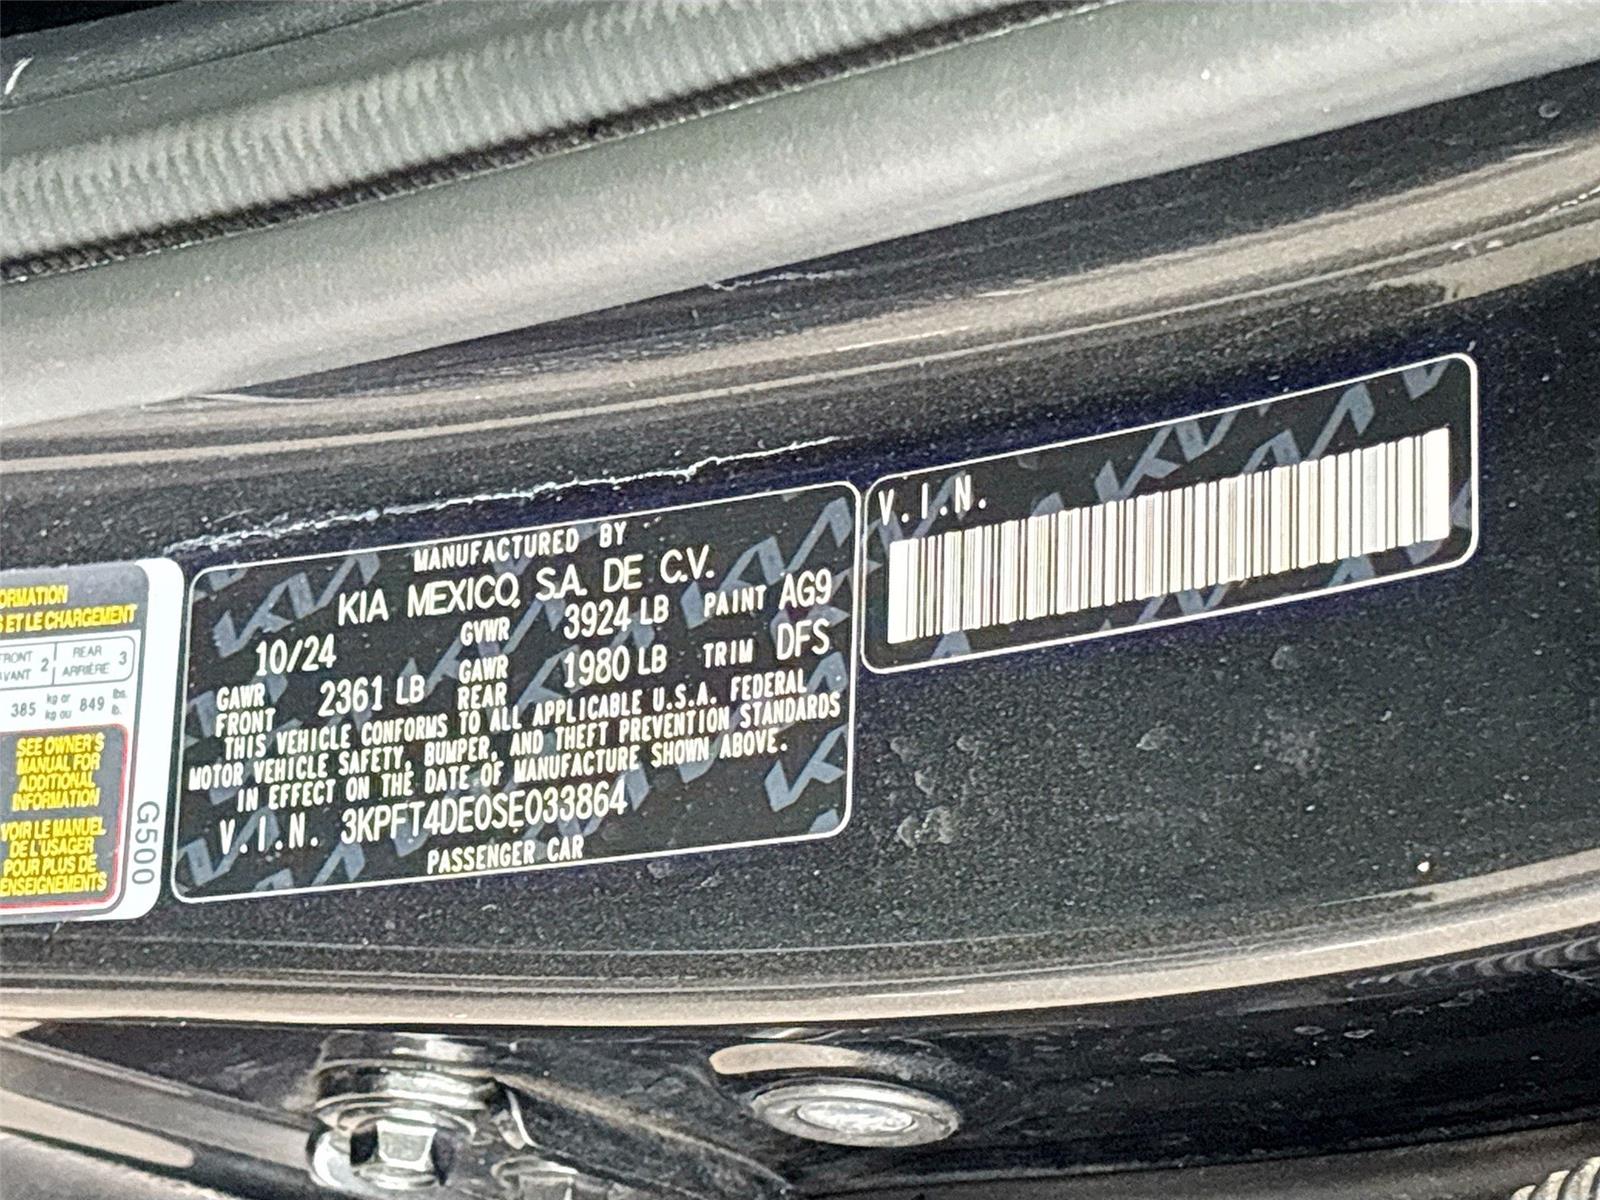 MANUFACTURED BY
KIA MEXICO, S.A. DE C.V.
10/24 GVWR 3924 LB PAINT AG9
GAWR FRONT 2361 LB GAWR REAR 1980 LB TRIM DFS
THIS VEHICLE CONFORMS TO ALL APPLICABLE U.S.A. FEDERAL
MOTOR VEHICLE SAFETY, BUMPER, AND THEFT PREVENTION STANDARDS
IN EFFECT ON THE DATE OF MANUFACTURE SHOWN ABOVE.
V.I.N. 3KPFT4DE0SE033864
PASSENGER CAR
V.I.N.
ET LE CHARGEMENT
2 REAR ARRIÈRE 3
385 kg or kg ou 849 lbs. lb.
SEE OWNER'S
MANUAL FOR
ADDITIONAL
INFORMATION
VOIR LE MANUEL
DE L'USAGER
POUR PLUS DE
G500